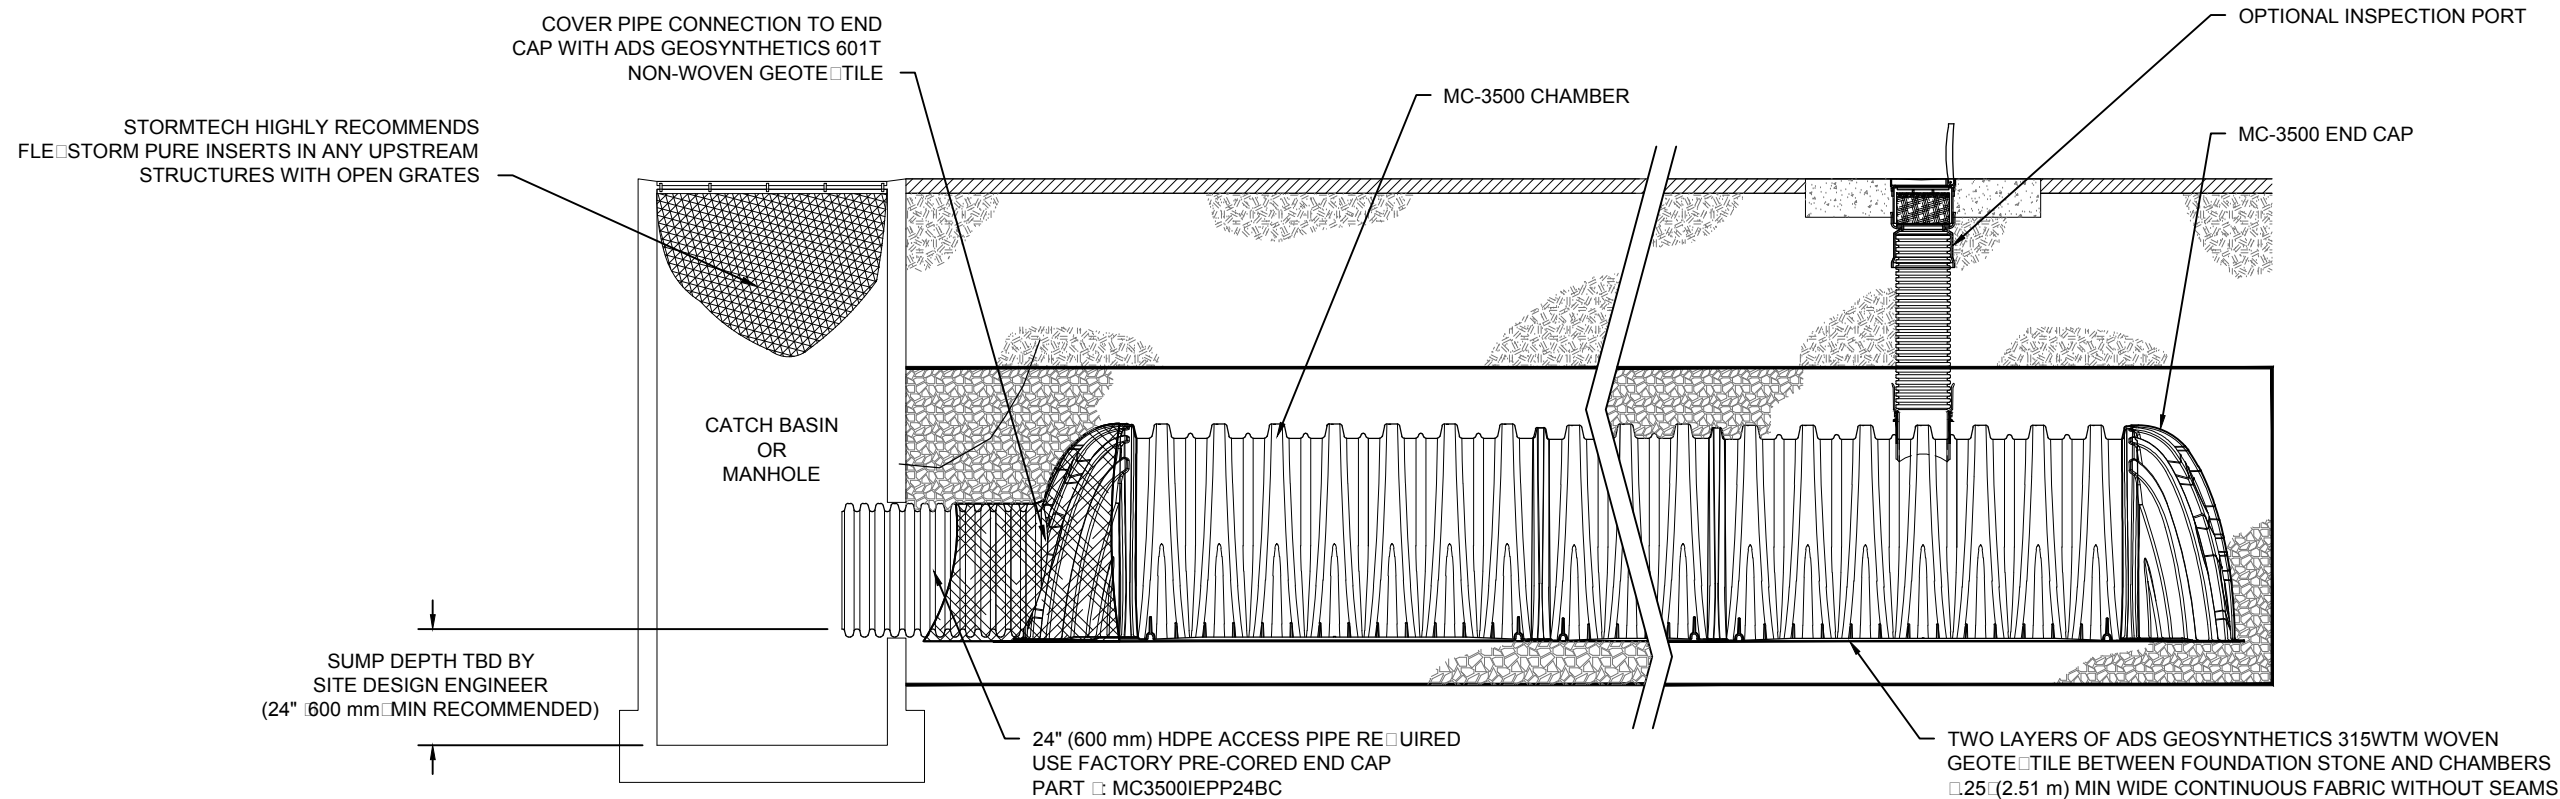 COVER PIPE CONNECTION TO END
CAP WITH ADS GEOSYNTHETICS 601T
NON-WOVEN GEOTE□TILE
STORMTECH HIGHLY RECOMMENDS
FLE□STORM PURE INSERTS IN ANY UPSTREAM
STRUCTURES WITH OPEN GRATES
MC-3500 CHAMBER
OPTIONAL INSPECTION PORT
MC-3500 END CAP
CATCH BASIN
OR
MANHOLE
SUMP DEPTH TBD BY
SITE DESIGN ENGINEER
(24" □600 mm□ MIN RECOMMENDED)
24" (600 mm) HDPE ACCESS PIPE RE□UIRED
USE FACTORY PRE-CORED END CAP
PART □: MC3500IEPP24BC
TWO LAYERS OF ADS GEOSYNTHETICS 315WTM WOVEN
GEOTE□TILE BETWEEN FOUNDATION STONE AND CHAMBERS
□.25□ (2.51 m) MIN WIDE CONTINUOUS FABRIC WITHOUT SEAMS